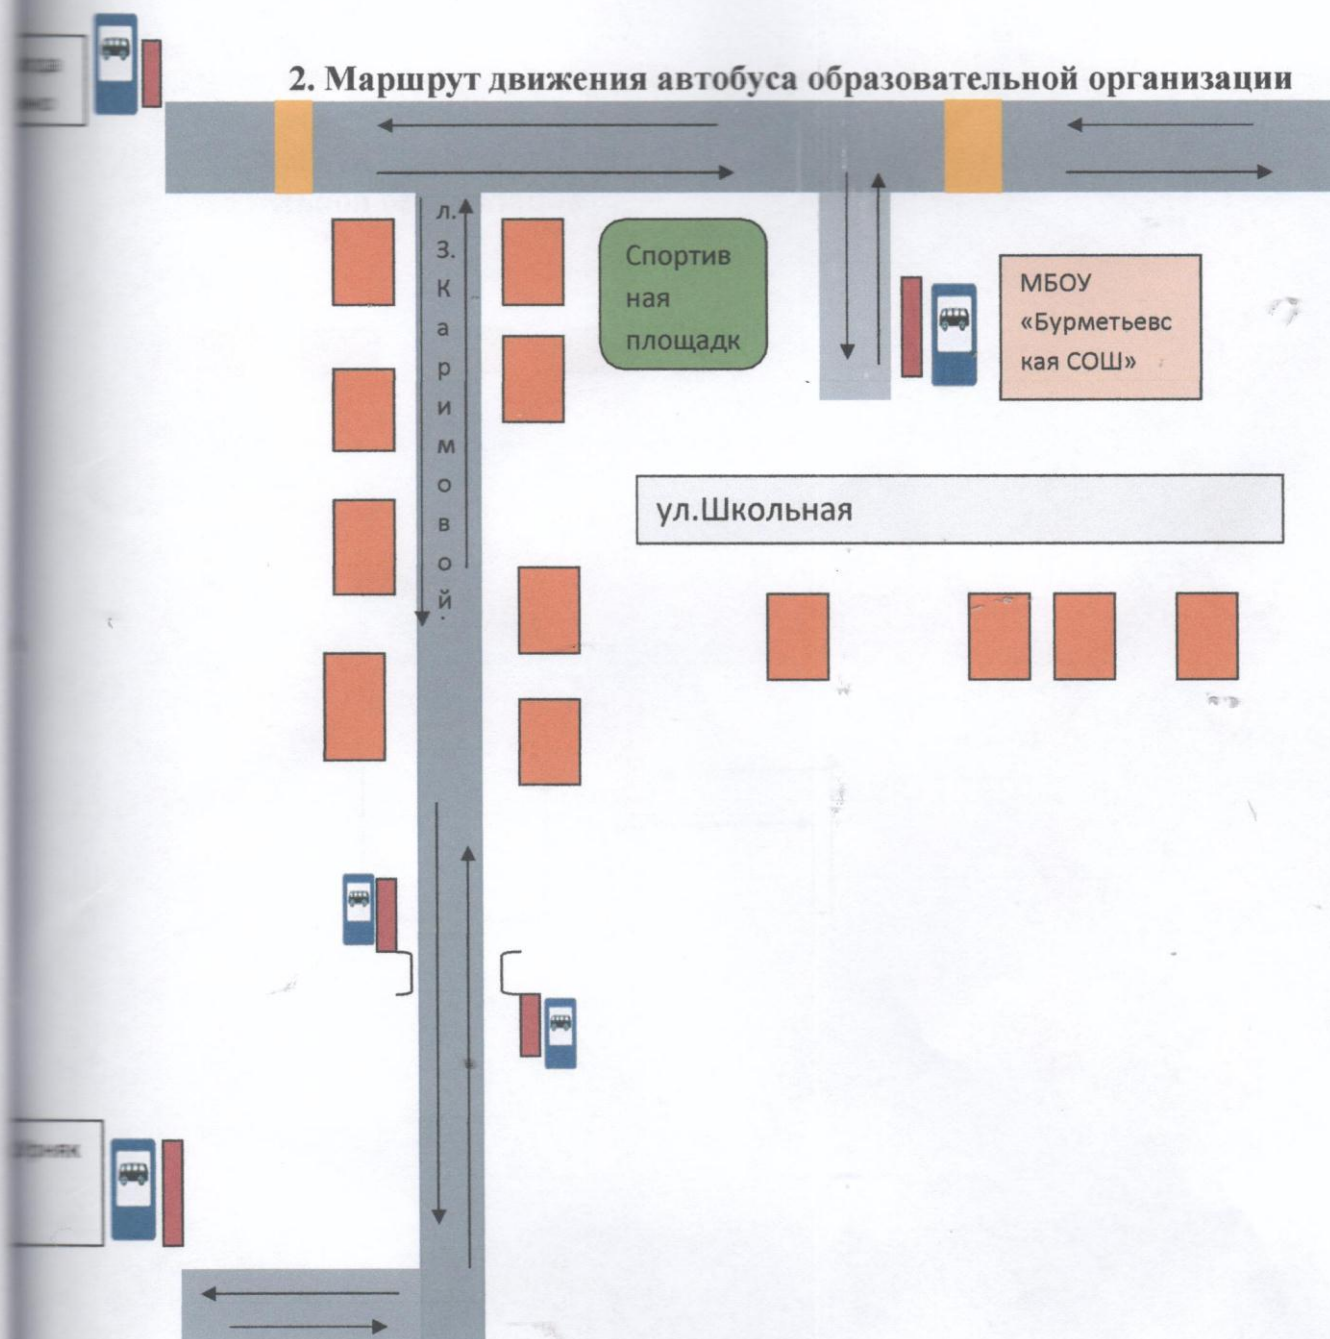 2. Маршрут движения автобуса образовательной организации
л.
З.
К
а
р
и
м
о
в
о
й
.
Спортив
ная
площадк
МБОУ
«Бурметьевс
кая СОШ»
ул.Школьная